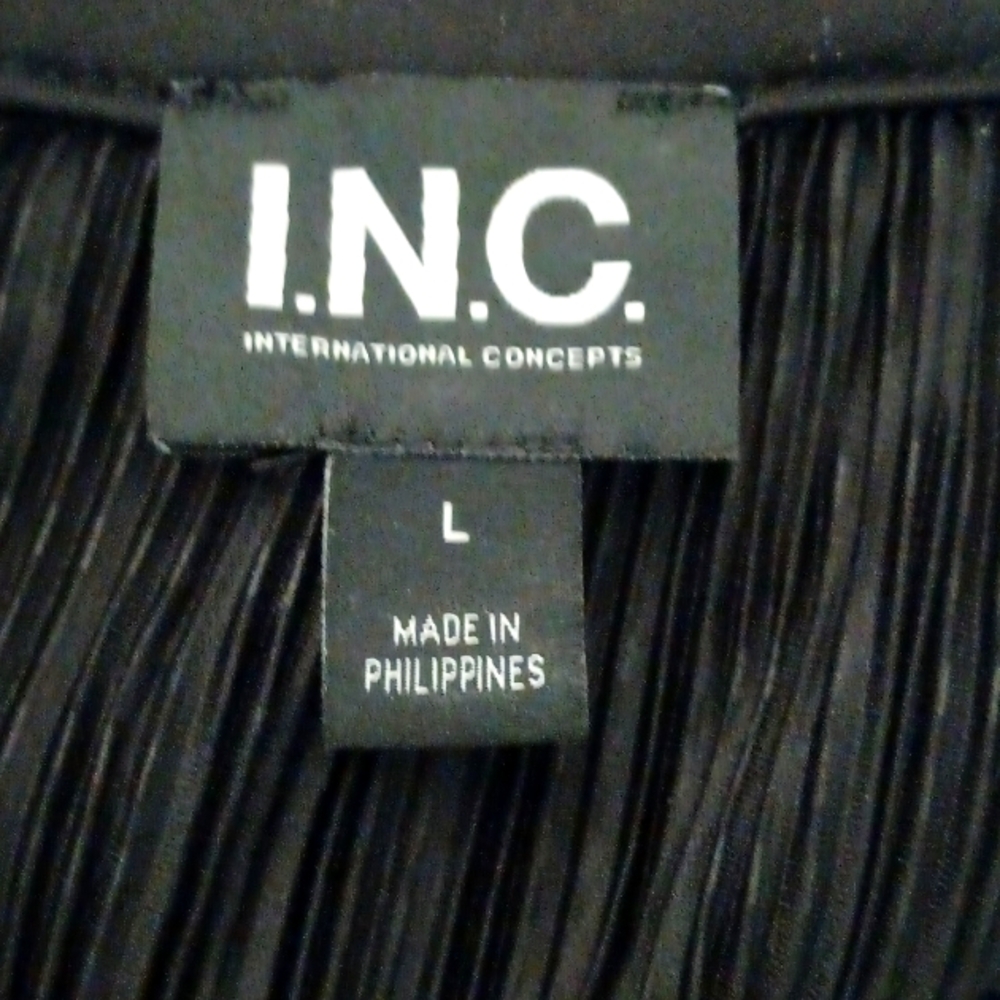 I.N.C.
INTERNATIONAL CONCEPTS
L
MADE IN
PHILIPPINES